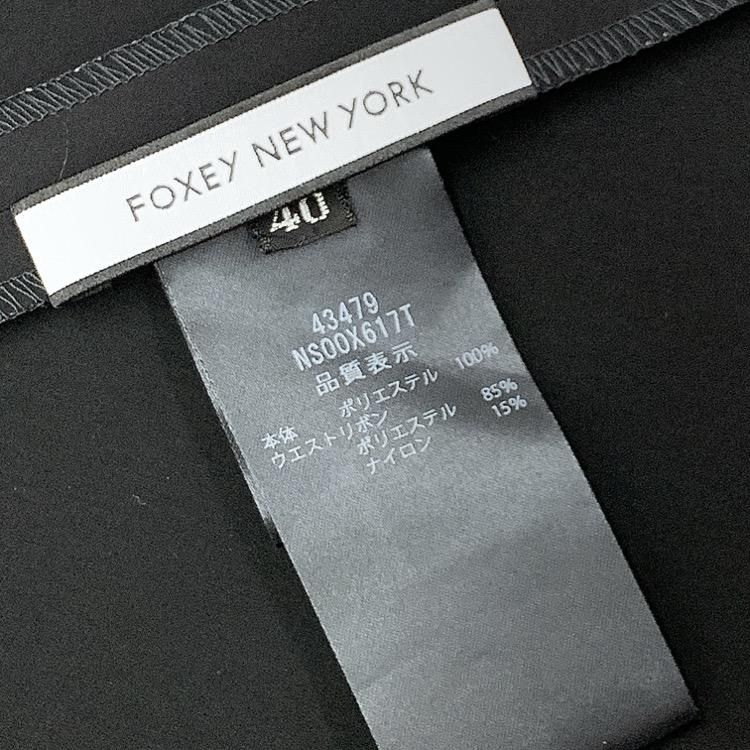 FOXEY NEW YORK
40
43479
NS00X617T
品質表示
本体 ポリエステル 100%
ウエストリボン ポリエステル 85%
ナイロン 15%